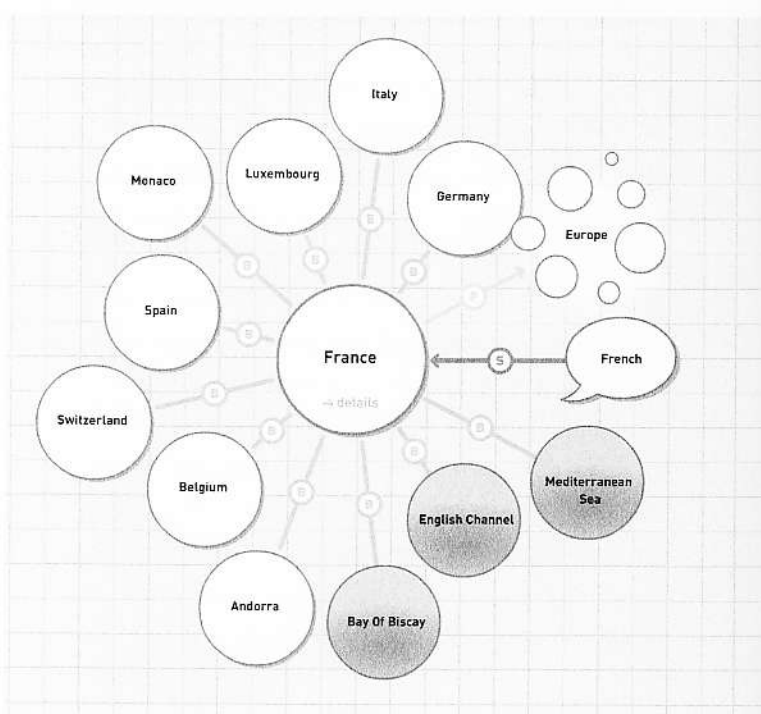 Italy
Luxembourg
Monaco
Germany
Europe
B
B
B
B
P
Spain
B
France
S
French
→ details
B
Switzerland
B
B
B
Mediterranean
Sea
Belgium
B
B
English Channel
Andorra
Bay Of Biscay